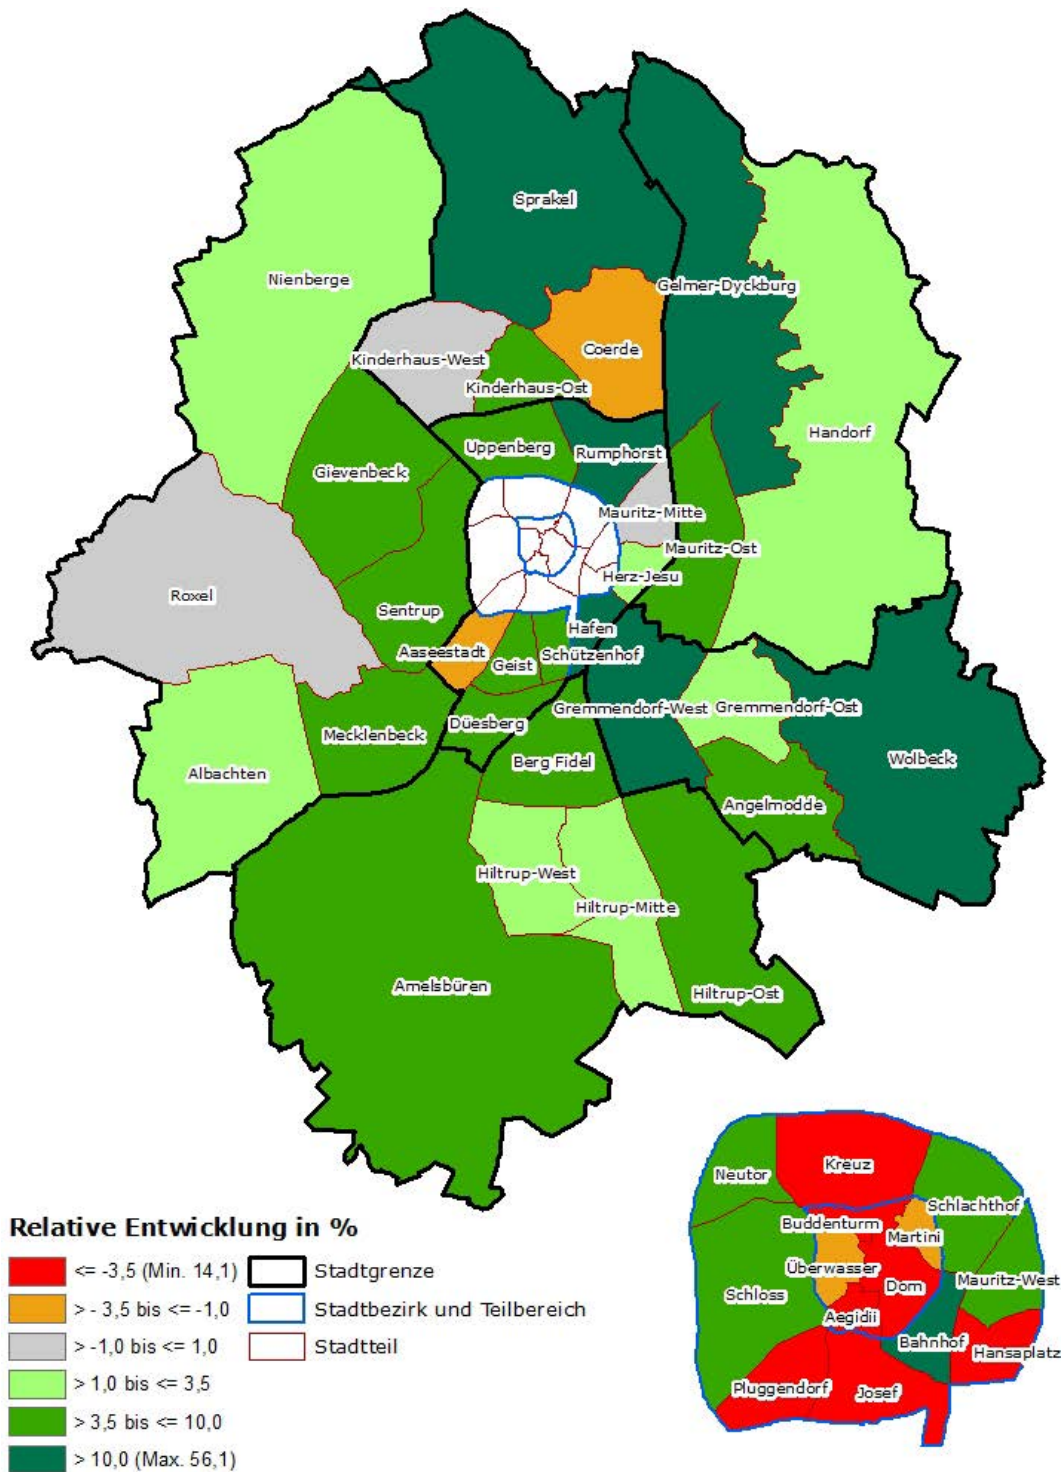 Sprakel
Nienberge
Gelmer-Dyckburg
Coerde
Kinderhaus-West
Kinderhaus-Ost
Handorf
Uppenberg
Rumphorst
Gievenbeck
Mauritz-Mitte
Mauritz-Ost
Herz-Jesu
Roxel
Sentrup
Hafen
Aaseestadt
Schützenhof
Geist
Gremmendorf-West
Gremmendorf-Ost
Düesberg
Mecklenbeck
Berg Fidel
Wolbeck
Albachten
Angelmodde
Hiltrup-West
Hiltrup-Mitte
Amelsbüren
Hiltrup-Ost
Kreuz
Neutor
Schlachthof
Buddenturm
Martini
Überwasser
Mauritz-West
Dom
Schloss
Aegidii
Bahnhof
Hansaplatz
Pluggendorf
Josef
Relative Entwicklung in %
<= -3,5 (Min. 14,1)
> - 3,5 bis <= -1,0
> -1,0 bis <= 1,0
> 1,0 bis <= 3,5
> 3,5 bis <= 10,0
> 10,0 (Max. 56,1)
Stadtgrenze
Stadtbezirk und Teilbereich
Stadtteil